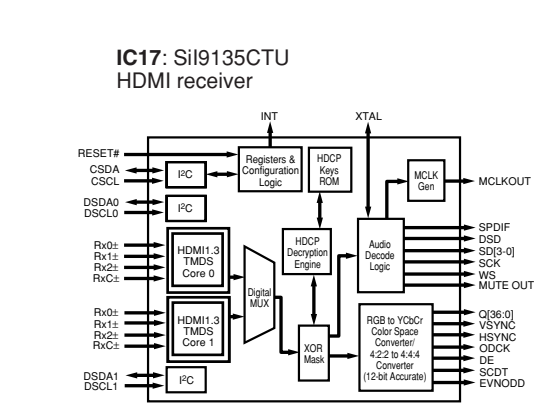 IC17: SiI9135CTU
HDMI receiver
INT
XTAL
RESET#
CSDA
CSCL
DSDA0
DSCL0
Rx0±
Rx1±
Rx2±
RxC±
Rx0±
Rx1±
Rx2±
RxC±
DSDA1
DSCL1
I²C
I²C
HDMI1.3
TMDS
Core 0
HDMI1.3
TMDS
Core 1
I²C
Registers &
Configuration
Logic
HDCP
Keys
ROM
Digital
MUX
HDCP
Decryption
Engine
XOR
Mask
MCLK
Gen
Audio
Decode
Logic
RGB to YCbCr
Color Space
Converter/
4:2:2 to 4:4:4
Converter
(12-bit Accurate)
MCLKOUT
SPDIF
DSD
SD[3-0]
SCK
WS
MUTE OUT
Q[36:0]
VSYNC
HSYNC
ODCK
DE
SCDT
EVNODD